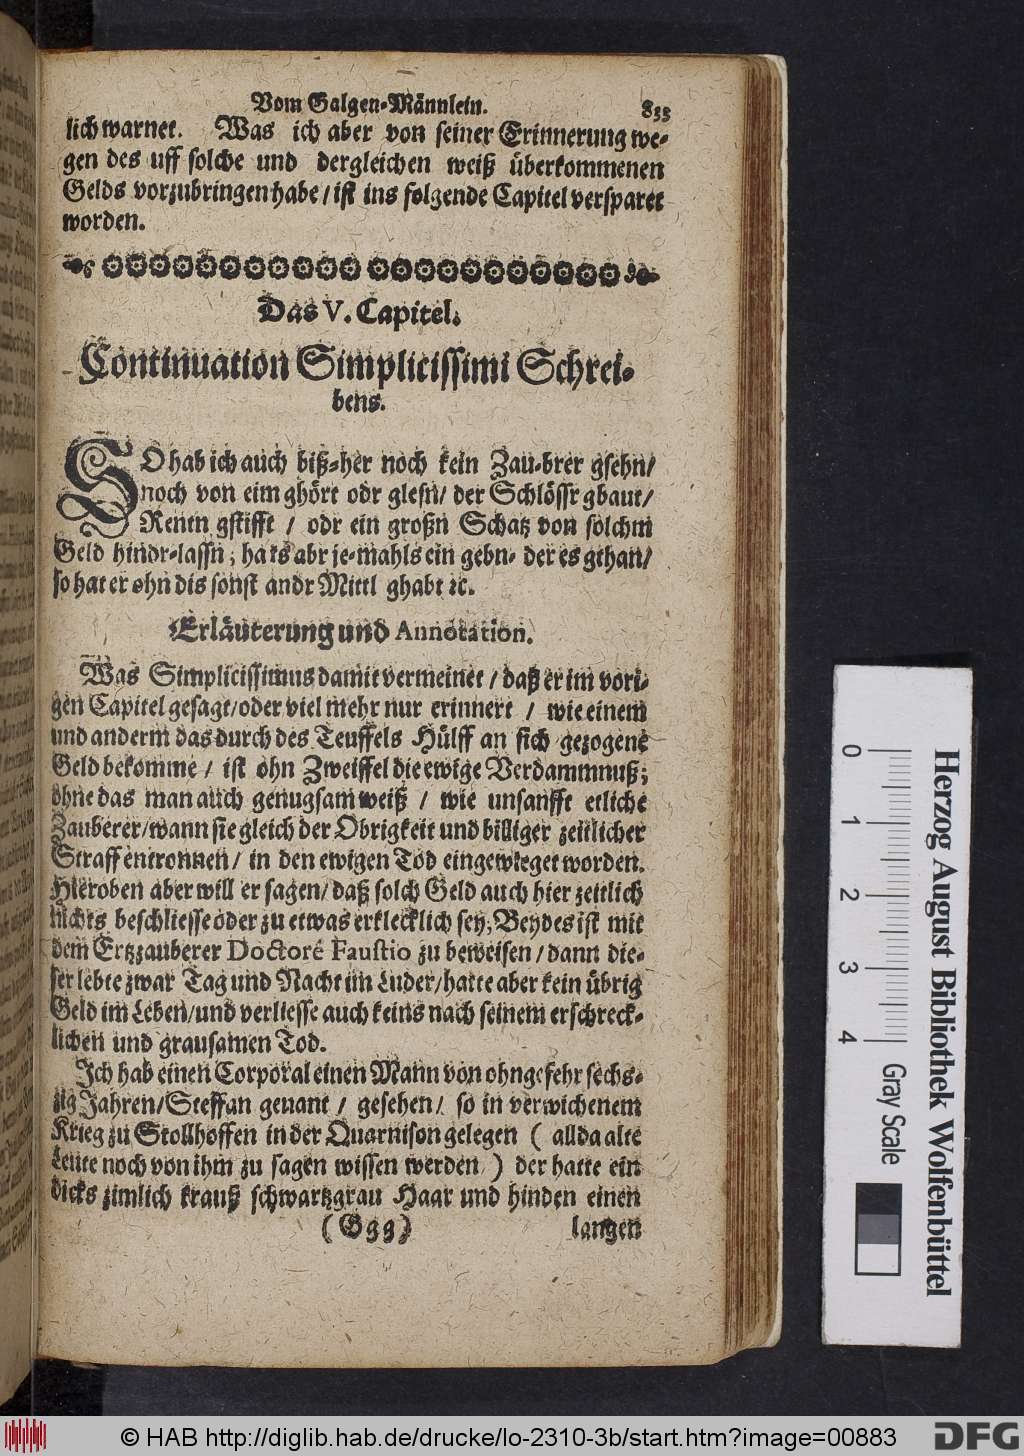 Vom Galgen-Männlein. 833
lich warnet. Was ich aber von seiner Erinnerung we-
gen des uff solche und dergleichen weiß überkommenen
Gelds vorzubringen habe / ist ins folgende Capitel versparet
worden.
Das V. Capitel.
Continuation Simplicissimi Schrei-
bens.
SO hab ich auch biß-her noch kein Zau-brer gsehn/
noch von eim ghört odr glesn/ der Schlössr gbaut/
Rentn gstifft / odr ein großn Schatz von solchm
Geld hindr-lassn; hats abr je-mahls ein gebn- der es gthan/
so hat er ohn dis sonst andr Mittl ghabt ꝛc.
Erläuterung und Annotation.
Was Simplicissimus damit vermeinet / daß er im vori-
gen Capitel gesagt/oder viel mehr nur erinnert / wie einem
und anderm das durch des Teuffels Hülff an sich gezogene
Geld bekomme / ist ohn Zweiffel die ewige Verdammnuß;
ohne das man auch genugsam weiß / wie unsanfft etliche
Zauberer/wann sie gleich der Obrigkeit und billiger zeitlicher
Straff entronnen/ in den ewigen Tod eingewieget worden.
Hieroben aber will er sagen/ daß solch Geld auch hier zeitlich
nichts beschliesse oder zu etwas erklecklich sey; Beydes ist mit
dem Ertzzauberer Doctore Faustio zu beweisen / dann die-
ser lebte zwar Tag und Nacht im Luder/hatte aber kein übrig
Geld im Leben/und verliesse auch keins nach seinem erschreck-
lichen und grausamen Tod.
Ich hab einen Corporal einen Mann von ohngefehr sechs-
zig Jahren/Steffan genant / gesehen/ so in verwichenem
Krieg zu Stollhoffen in der Quarnison gelegen ( allda alte
Leute noch von ihm zu sagen wissen werden ) der hatte ein
dicks zimlich krauß schwartzgrau Haar und hinden einen
(Ggg) langen
0 1 2 3 4
Herzog August Bibliothek Wolfenbüttel
Gray Scale
© HAB http://diglib.hab.de/drucke/lo-2310-3b/start.htm?image=00883
DFG